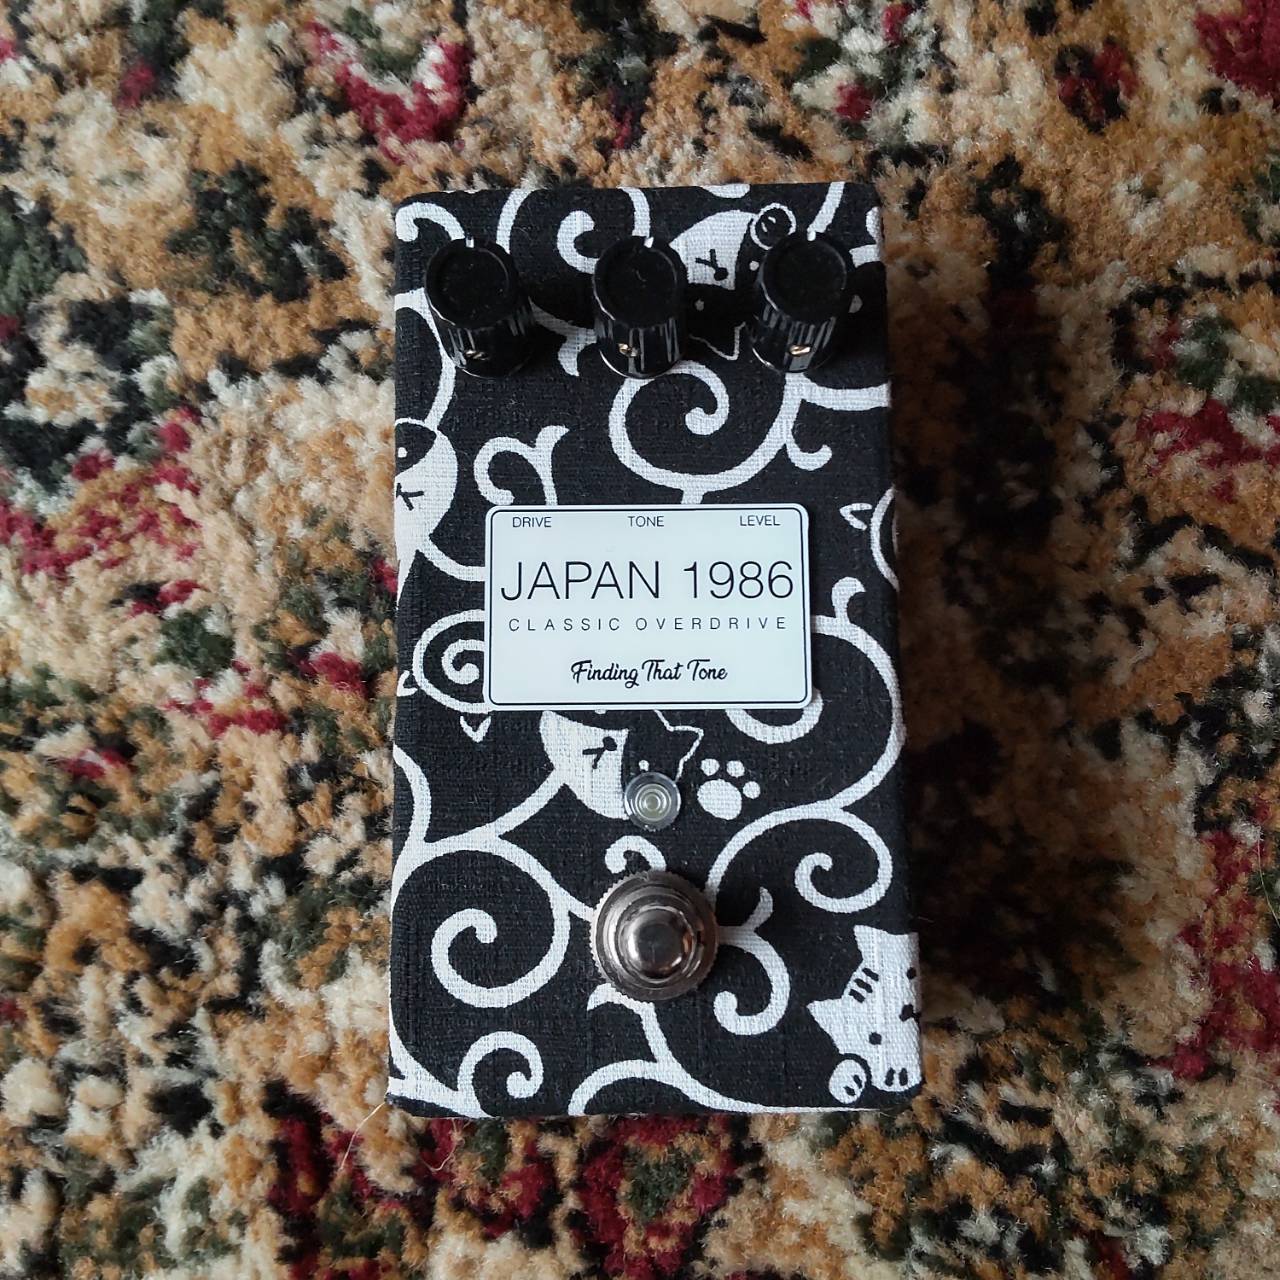 DRIVE TONE LEVEL
JAPAN 1986
CLASSIC OVERDRIVE
Finding That Tone